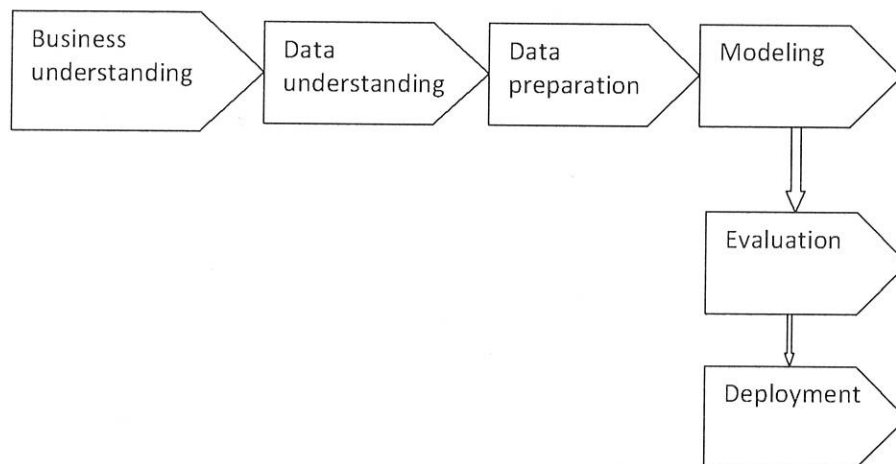 Business
understanding
Data
understanding
Data
preparation
Modeling
Evaluation
Deployment